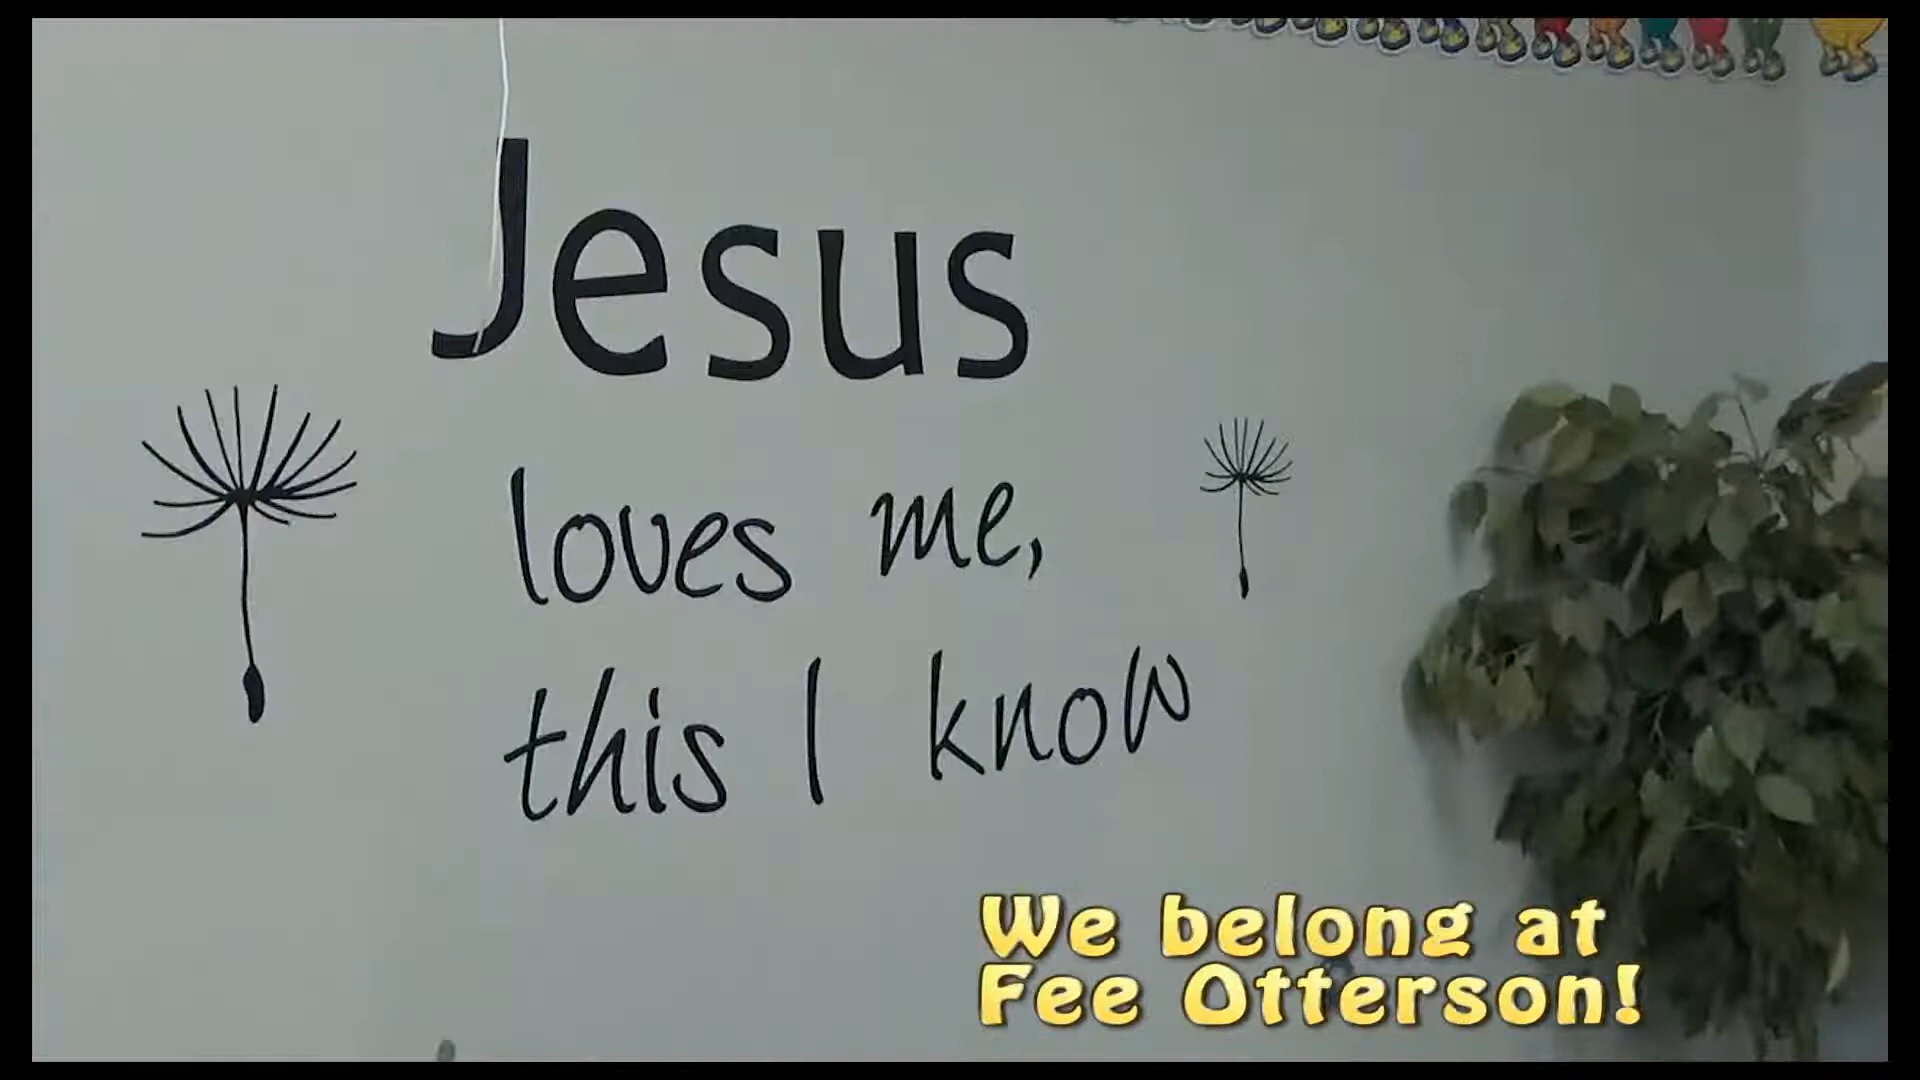 Jesus
loves me,
this I know
We belong at
Fee Otterson!